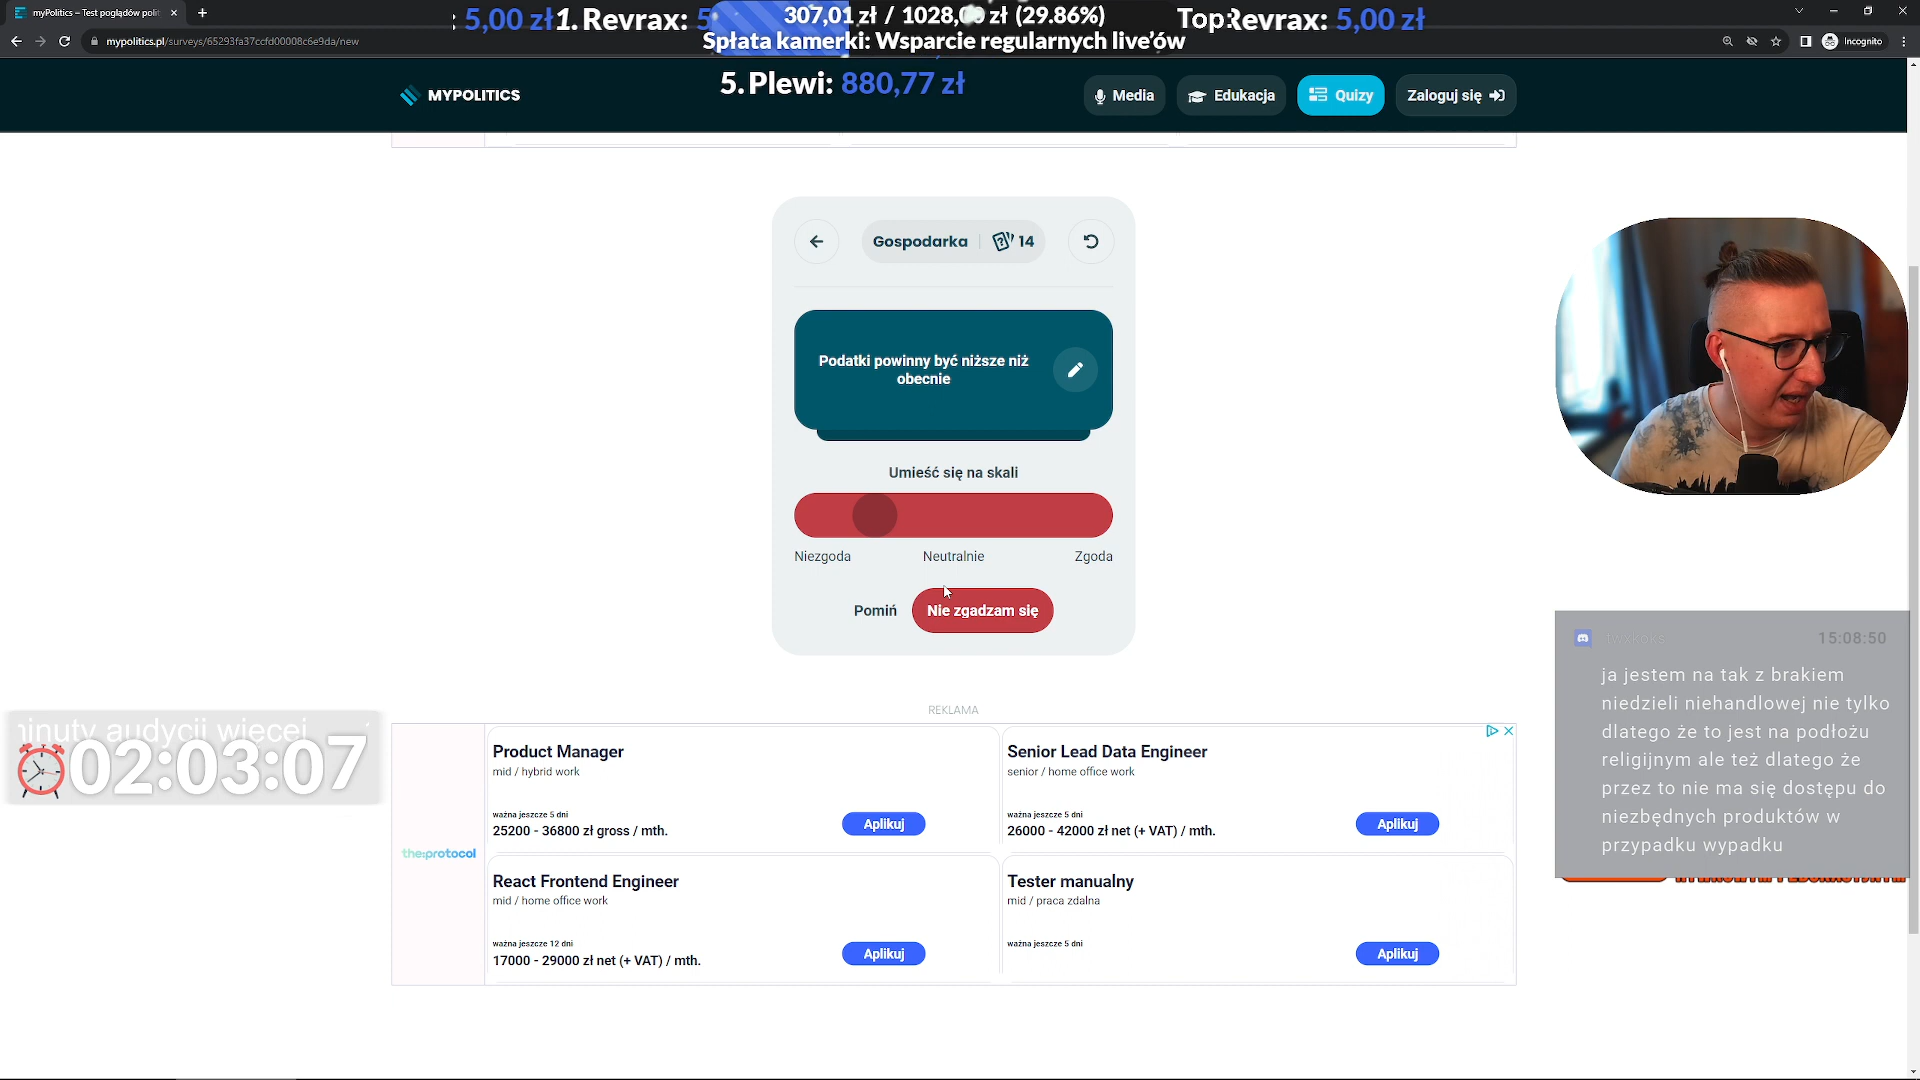 myPolitics – Test poglądów polit
mypolitics.pl/surveys/65293fa37ccfd00008c6e9da/new
Incognito
: 5,00 zł 1. Revrax: 5
307,01 zł / 1028,00 zł (29.86%)
Top:
Revrax: 5,00 zł
Spłata kamerki: Wsparcie regularnych live'ów
5. Plewi: 880,77 zł
MYPOLITICS
Media
Edukacja
Quizy
Zaloguj się
Gospodarka
14
Podatki powinny być niższe niż
obecnie
Umieść się na skali
Niezgoda
Neutralnie
Zgoda
Pomiń
Nie zgadzam się
15:08:50
ja jestem na tak z brakiem
niedzieli niehandlowej nie tylko
dlatego że to jest na podłożu
religijnym ale też dlatego że
przez to nie ma się dostępu do
niezbędnych produktów w
przypadku wypadku
audycji więcej
02:03:07
REKLAMA
the:protocol
Product Manager
mid / hybrid work
ważna jeszcze 5 dni
25200 - 36800 zł gross / mth.
Aplikuj
Senior Lead Data Engineer
senior / home office work
ważna jeszcze 5 dni
26000 - 42000 zł net (+ VAT) / mth.
Aplikuj
React Frontend Engineer
mid / home office work
ważna jeszcze 12 dni
17000 - 29000 zł net (+ VAT) / mth.
Aplikuj
Tester manualny
mid / praca zdalna
ważna jeszcze 5 dni
Aplikuj